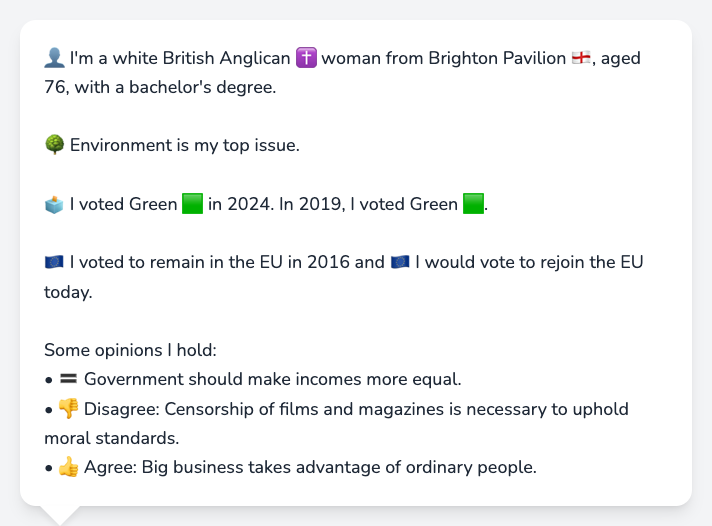 👤 I'm a white British Anglican ✝️ woman from Brighton Pavilion 🏴󠁧󠁢󠁥󠁮󠁧󠁿, aged
76, with a bachelor's degree.
🌳 Environment is my top issue.
🗳️ I voted Green 🟩 in 2024. In 2019, I voted Green 🟩.
🇪🇺 I voted to remain in the EU in 2016 and 🇪🇺 I would vote to rejoin the EU
today.
Some opinions I hold:
• 🟰 Government should make incomes more equal.
• 👎 Disagree: Censorship of films and magazines is necessary to uphold
moral standards.
• 👍 Agree: Big business takes advantage of ordinary people.